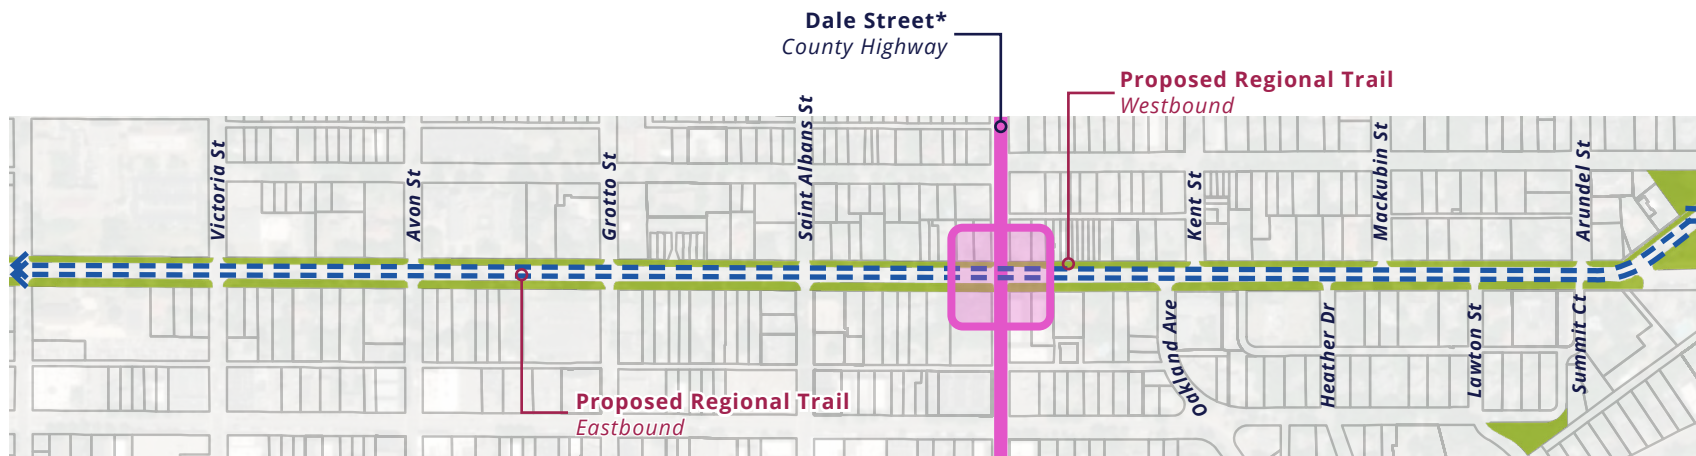 Dale Street*
County Highway
Proposed Regional Trail
Westbound
Victoria St
Avon St
Grotto St
Saint Albans St
Kent St
Mackubin St
Arundel St
Oakland Ave
Heather Dr
Lawton St
Summit Ct
Proposed Regional Trail
Eastbound